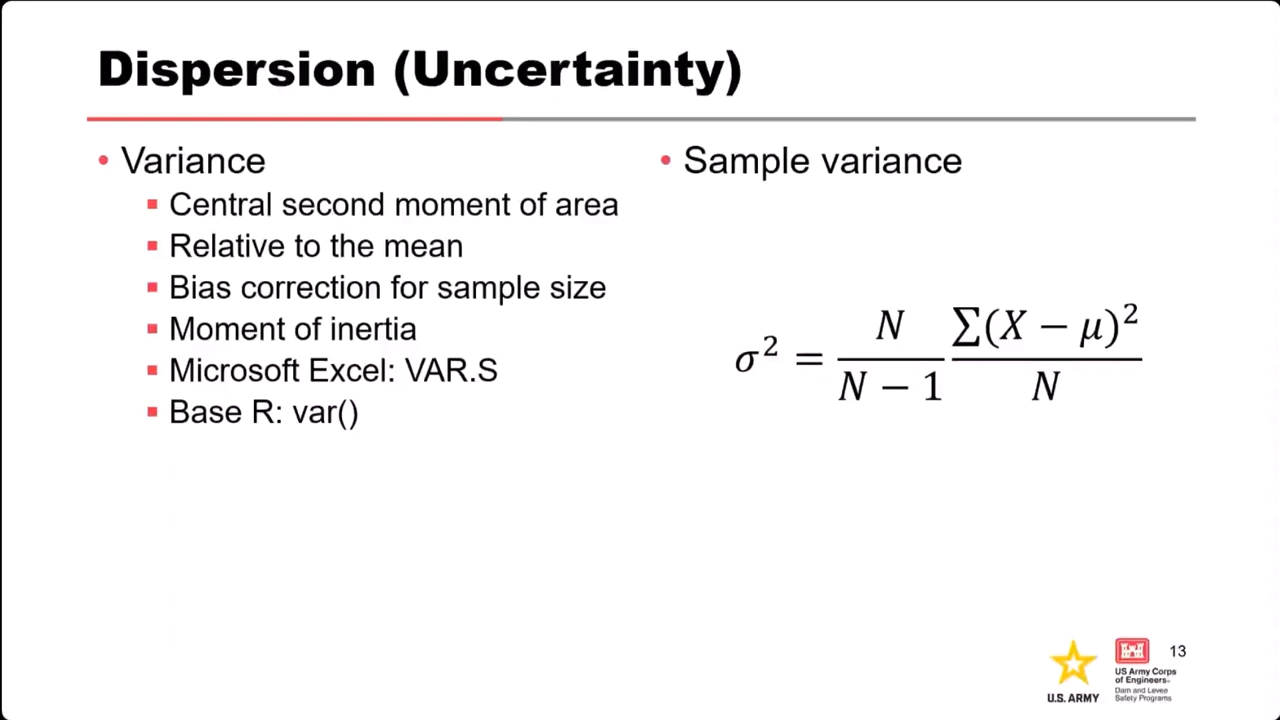 Dispersion (Uncertainty)
• Variance
▪ Central second moment of area
▪ Relative to the mean
▪ Bias correction for sample size
▪ Moment of inertia
▪ Microsoft Excel: VAR.S
▪ Base R: var()
• Sample variance
σ² = N/(N − 1) ∑(X − μ)²/N
U.S. ARMY
US Army Corps
of Engineers®
Dam and Levee
Safety Programs
13